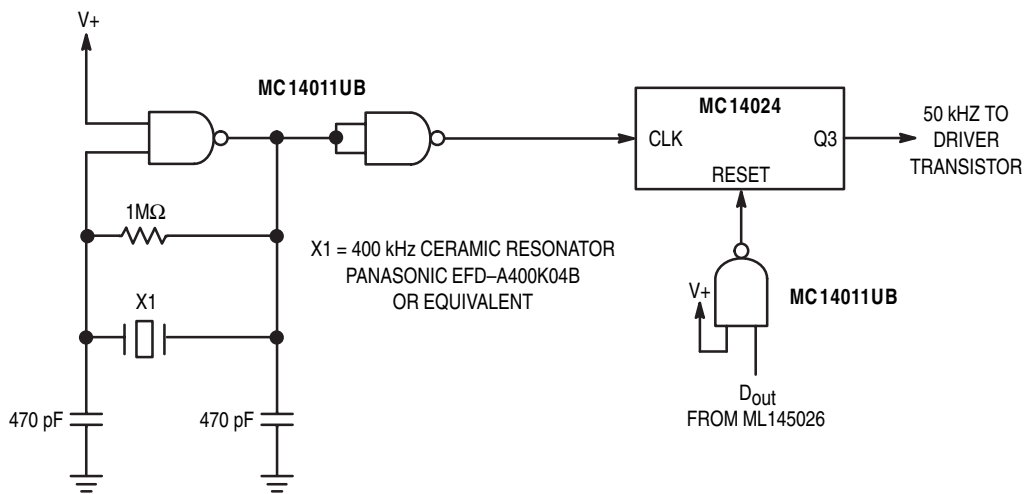 V+
MC14011UB
MC14024
CLK
Q3
RESET
50 kHZ TO
DRIVER
TRANSISTOR
1MΩ
X1 = 400 kHz CERAMIC RESONATOR
PANASONIC EFD–A400K04B
OR EQUIVALENT
X1
V+
MC14011UB
Dout
FROM ML145026
470 pF
470 pF